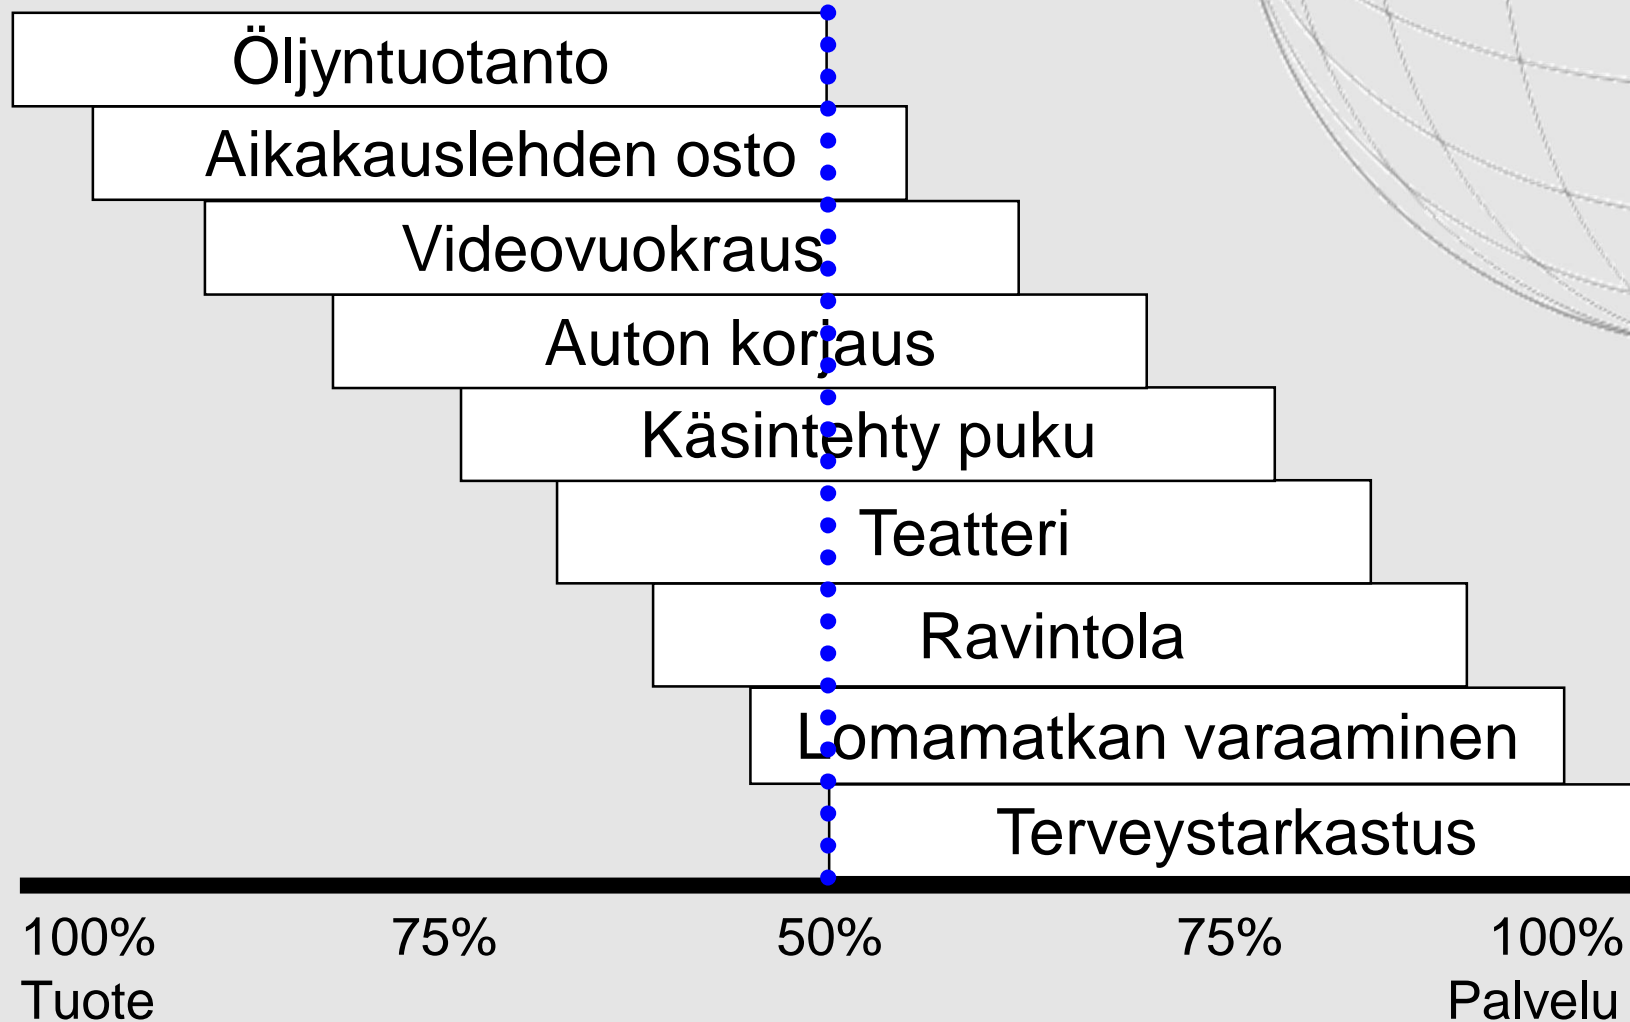 Öljyntuotanto
Aikakauslehden osto
Videovuokraus
Auton korjaus
Käsintehty puku
Teatteri
Ravintola
Lomamatkan varaaminen
Terveystarkastus
100% 75% 50% 75% 100%
Tuote Palvelu